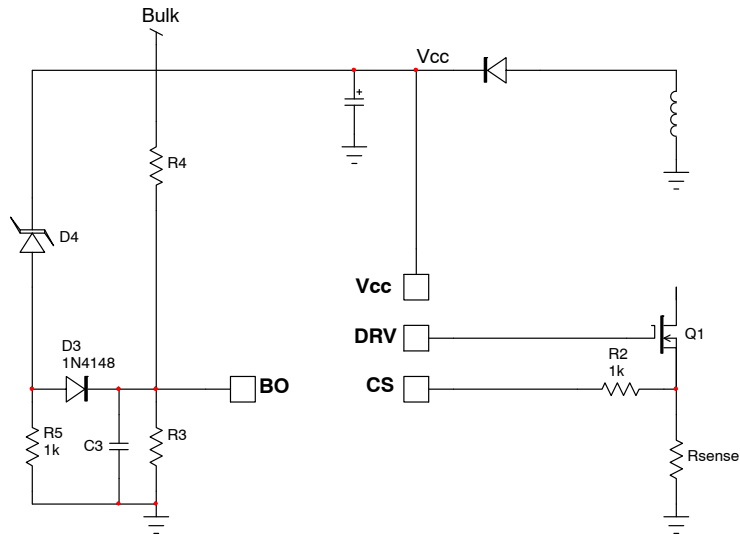 Bulk
Vcc
R4
D4
Vcc
DRV
Q1
D3
1N4148
R2
1k
BO
CS
R5
1k
C3
R3
Rsense
+